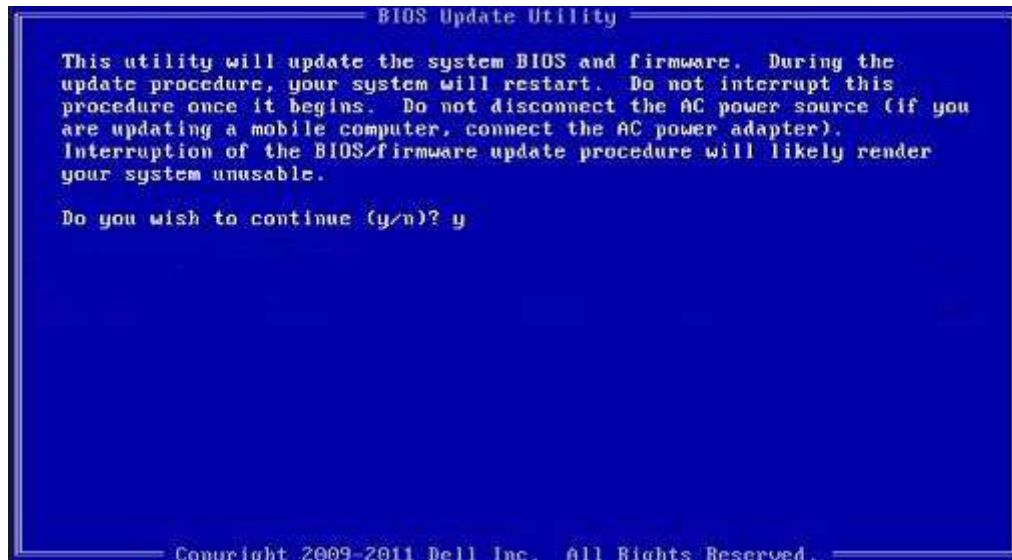 BIOS Update Utility
This utility will update the system BIOS and firmware.  During the
update procedure, your system will restart.  Do not interrupt this
procedure once it begins.  Do not disconnect the AC power source (if you
are updating a mobile computer, connect the AC power adapter).
Interruption of the BIOS/firmware update procedure will likely render
your system unusable.
Do you wish to continue (y/n)? y
Copyright 2009-2011 Dell Inc.  All Rights Reserved.